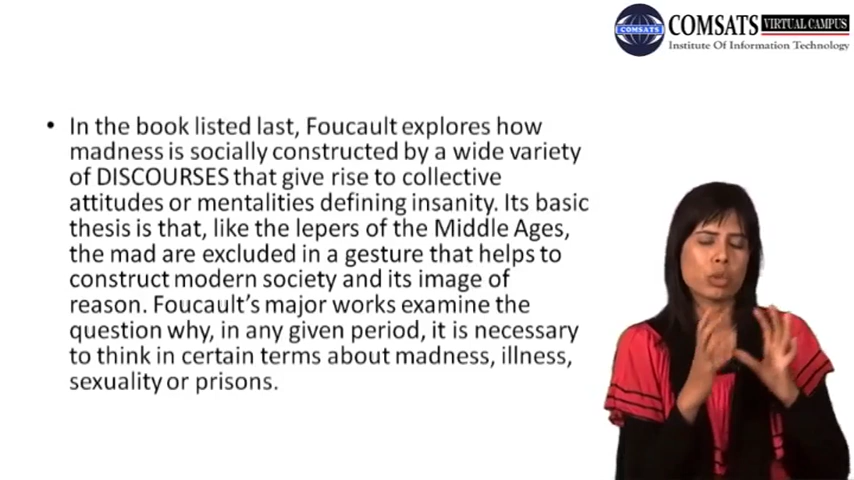 COMSATS VIRTUAL CAMPUS
Institute Of Information Technology
COMSATS
• In the book listed last, Foucault explores how
madness is socially constructed by a wide variety
of DISCOURSES that give rise to collective
attitudes or mentalities defining insanity. Its basic
thesis is that, like the lepers of the Middle Ages,
the mad are excluded in a gesture that helps to
construct modern society and its image of
reason. Foucault’s major works examine the
question why, in any given period, it is necessary
to think in certain terms about madness, illness,
sexuality or prisons.